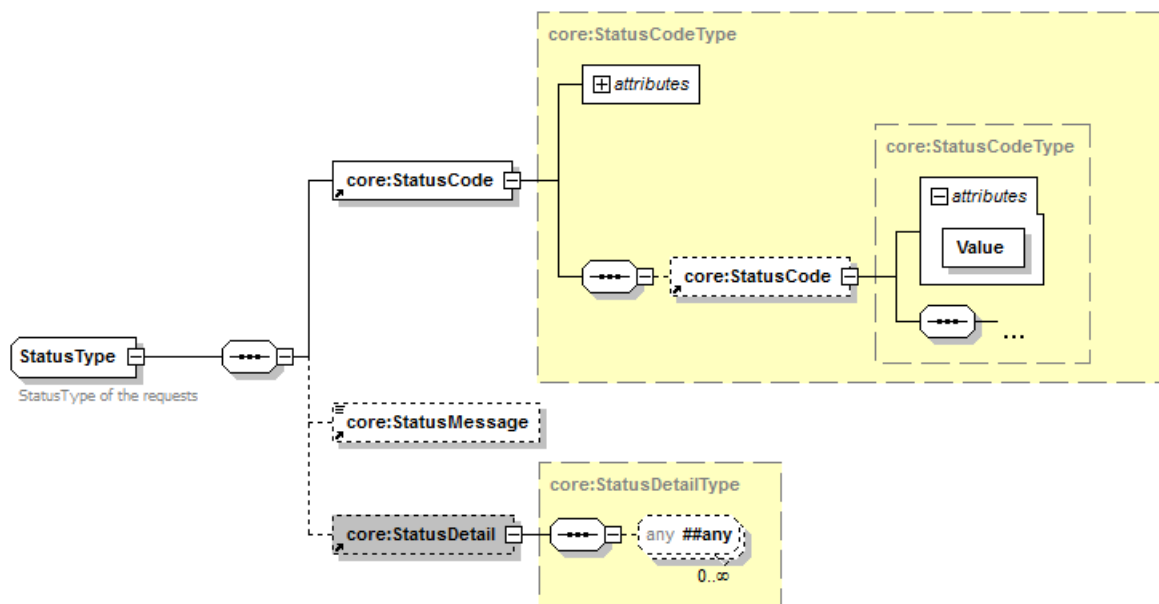 core:StatusCodeType
attributes
core:StatusCodeType
core:StatusCode
attributes
Value
core:StatusCode
...
StatusType
StatusType of the requests
core:StatusMessage
core:StatusDetailType
core:StatusDetail
any ##any
0..∞